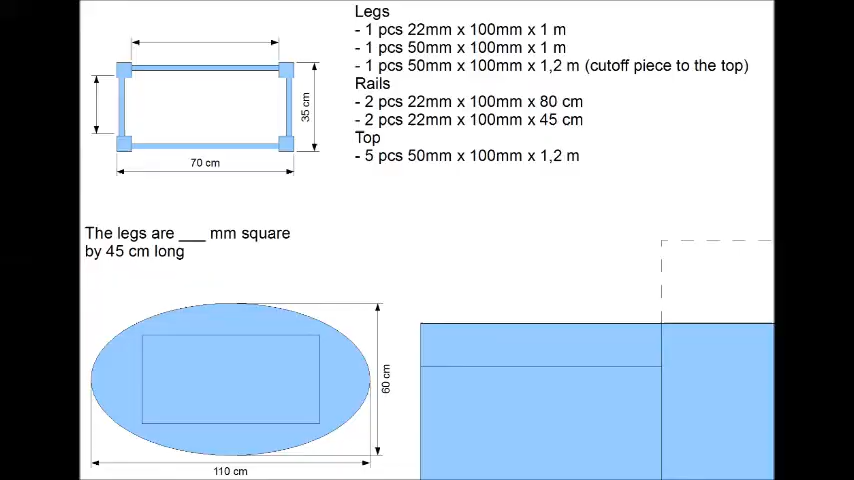 Legs
- 1 pcs 22mm x 100mm x 1 m
- 1 pcs 50mm x 100mm x 1 m
- 1 pcs 50mm x 100mm x 1,2 m (cutoff piece to the top)
Rails
- 2 pcs 22mm x 100mm x 80 cm
- 2 pcs 22mm x 100mm x 45 cm
Top
- 5 pcs 50mm x 100mm x 1,2 m
35 cm
70 cm
The legs are ___ mm square
by 45 cm long
60 cm
110 cm